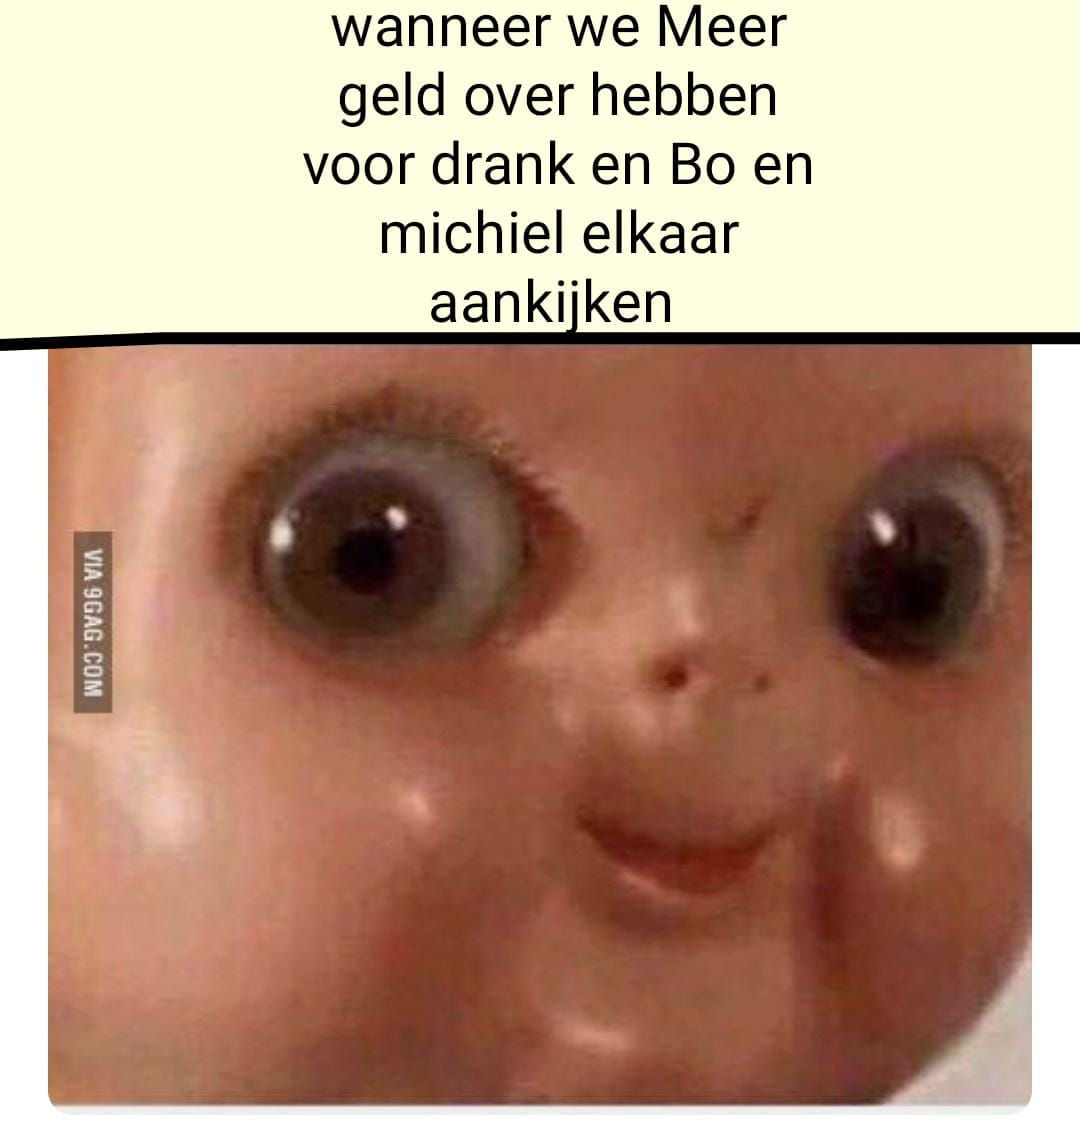 wanneer we Meer
geld over hebben
voor drank en Bo en
michiel elkaar
aankijken
VIA 9GAG.COM